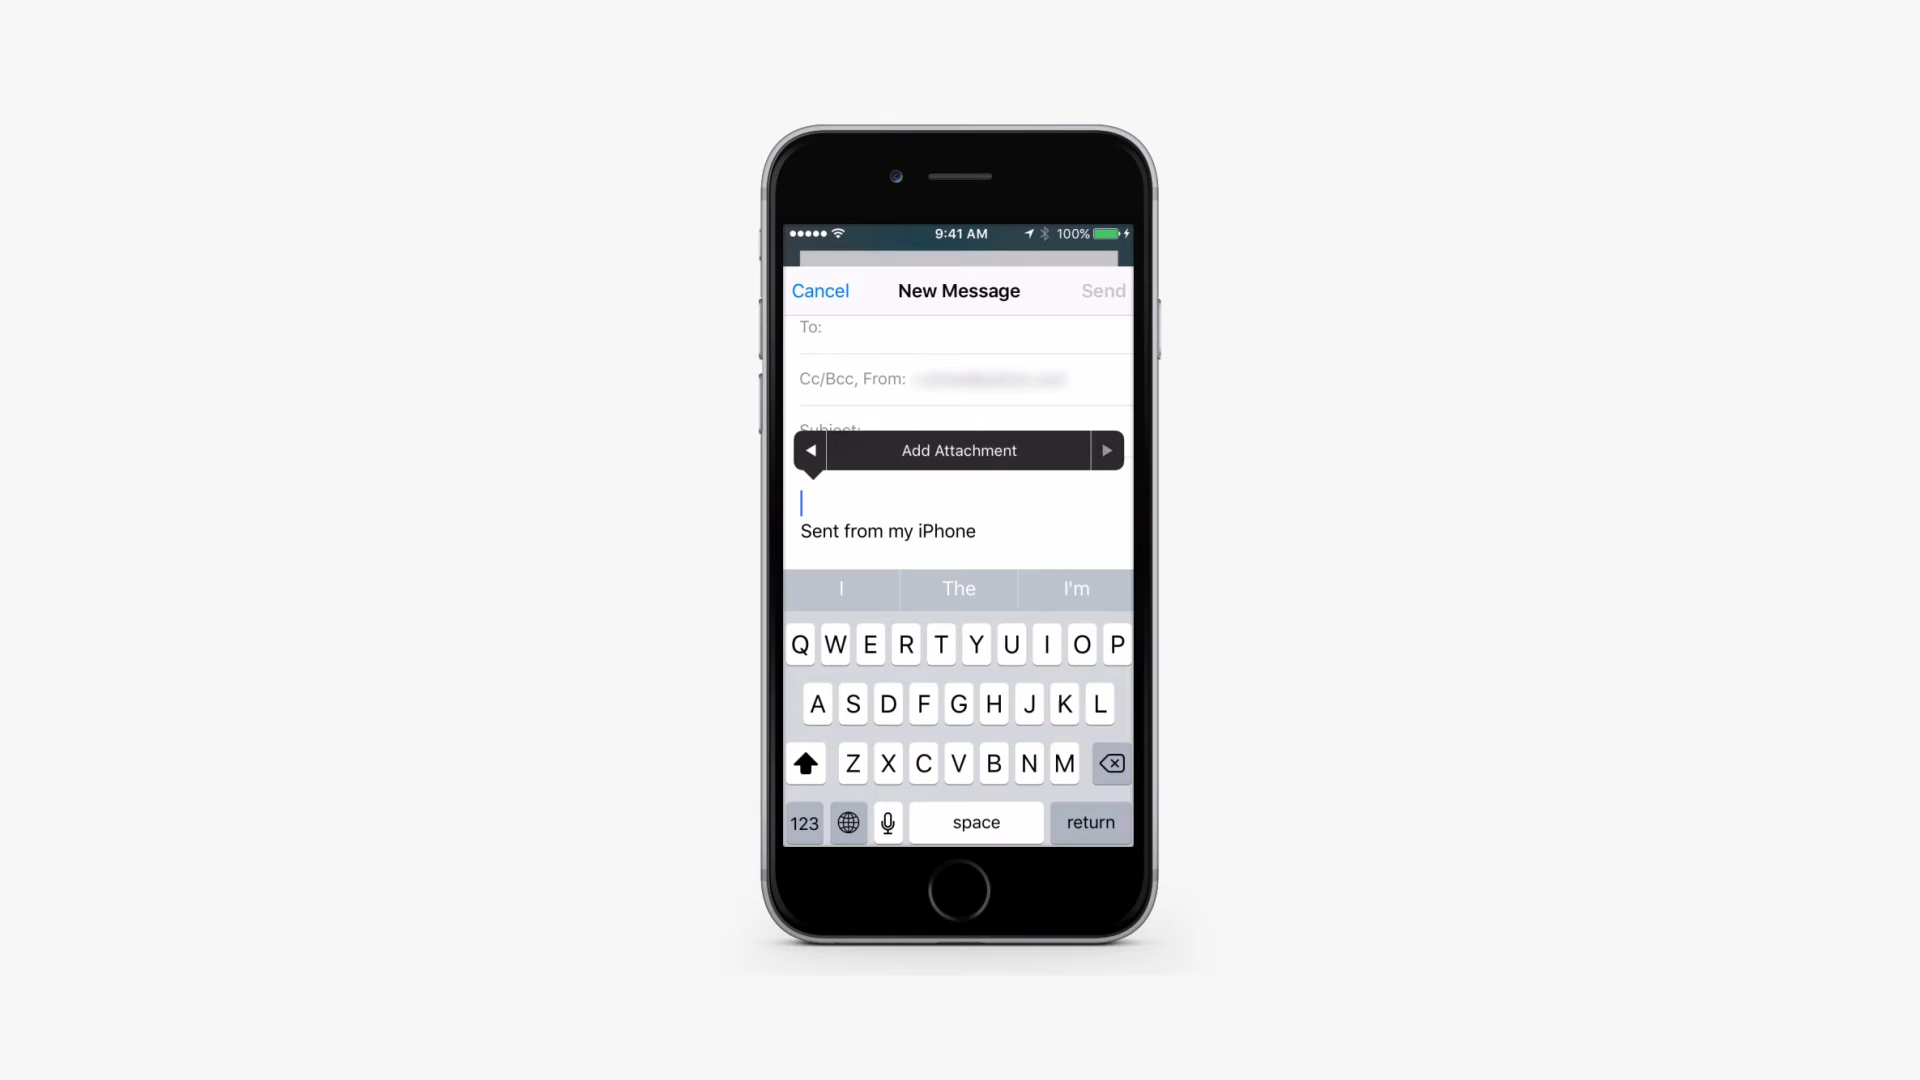 9:41 AM 100%
Cancel New Message Send
To:
Cc/Bcc, From:
Subject:
Add Attachment
Sent from my iPhone
I The I'm
Q W E R T Y U I O P
A S D F G H J K L
Z X C V B N M
123 space return